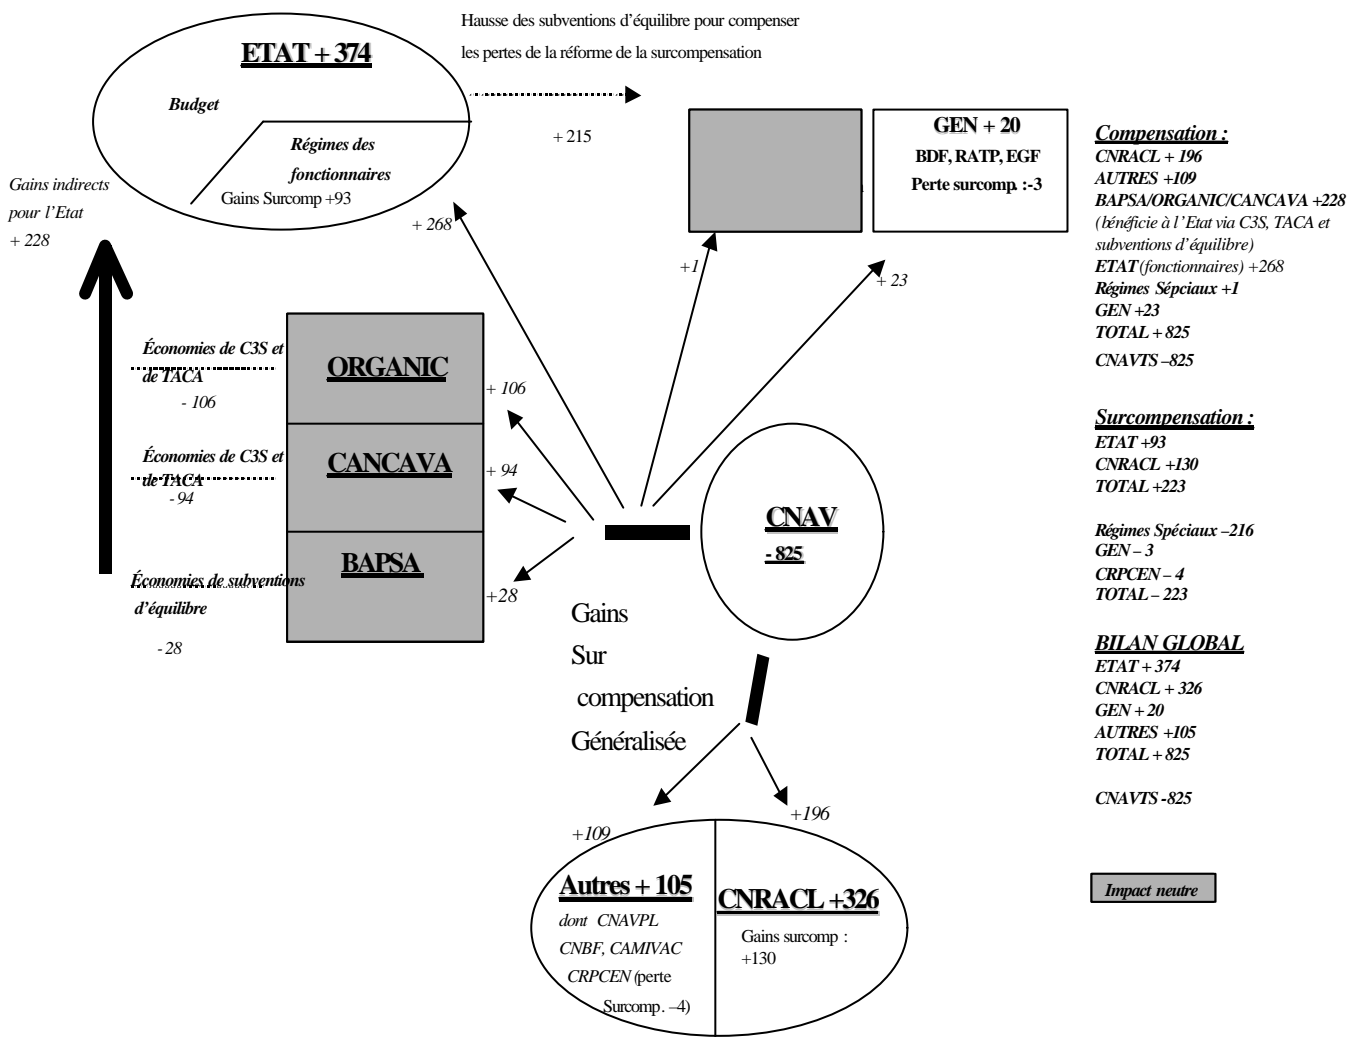 Hausse des subventions d'équilibre pour compenser
les pertes de la réforme de la surcompensation
ETAT + 374
Budget
Régimes des
fonctionnaires
Gains Surcomp +93
+ 215
GEN + 20
BDF, RATP, EGF
Perte surcomp. :-3
Gains indirects
pour l'Etat
+ 228
+ 268
+1
+ 23
Économies de C3S et
de TACA
- 106
ORGANIC
+ 106
Économies de C3S et
de TACA
- 94
CANCAVA
+ 94
Économies de subventions
d'équilibre
- 28
BAPSA
+28
CNAV
- 825
Gains
Sur
compensation
Généralisée
+109
+196
Autres + 105
dont CNAVPL
CNBF, CAMIVAC
CRPCEN (perte
Surcomp. –4)
CNRACL +326
Gains surcomp :
+130
Compensation :
CNRACL + 196
AUTRES +109
BAPSA/ORGANIC/CANCAVA +228
(bénéficie à l'Etat via C3S, TACA et
subventions d'équilibre)
ETAT (fonctionnaires) +268
Régimes Sépciaux +1
GEN +23
TOTAL + 825
CNAVTS –825
Surcompensation :
ETAT +93
CNRACL +130
TOTAL +223
Régimes Spéciaux –216
GEN – 3
CRPCEN – 4
TOTAL – 223
BILAN GLOBAL
ETAT + 374
CNRACL + 326
GEN + 20
AUTRES +105
TOTAL + 825
CNAVTS -825
Impact neutre